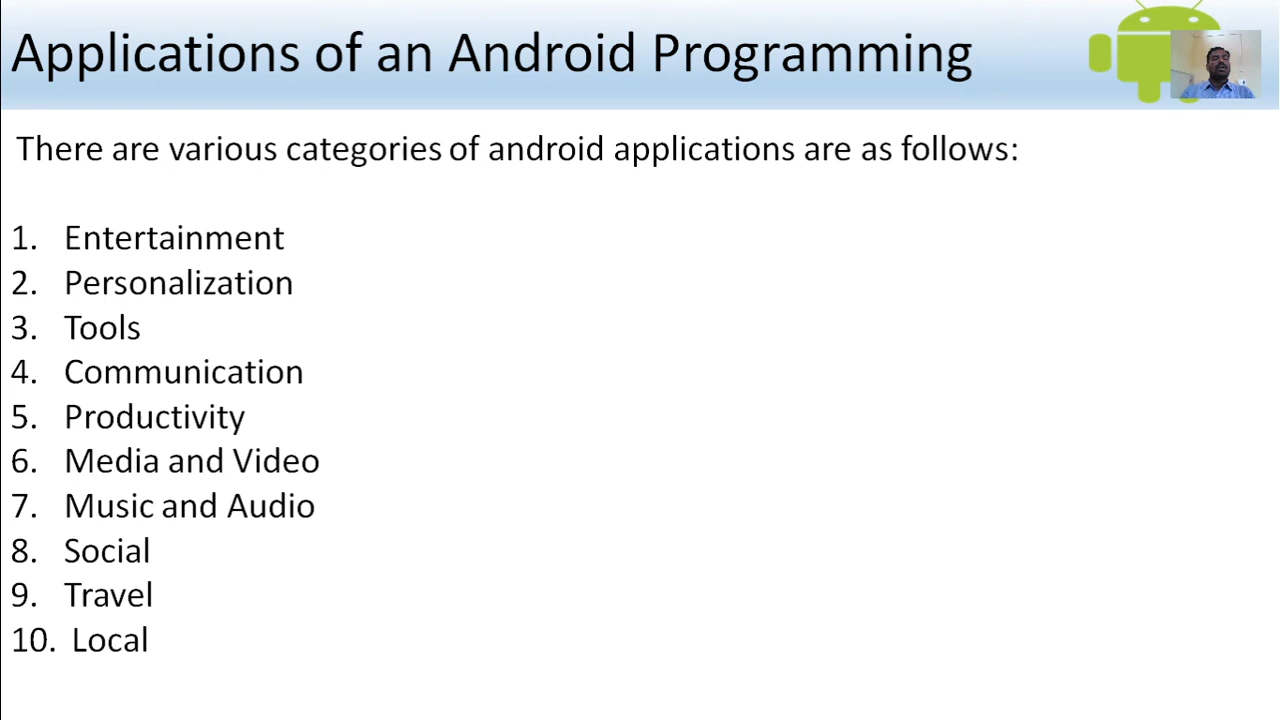 Applications of an Android Programming
There are various categories of android applications are as follows:
1. Entertainment
2. Personalization
3. Tools
4. Communication
5. Productivity
6. Media and Video
7. Music and Audio
8. Social
9. Travel
10. Local